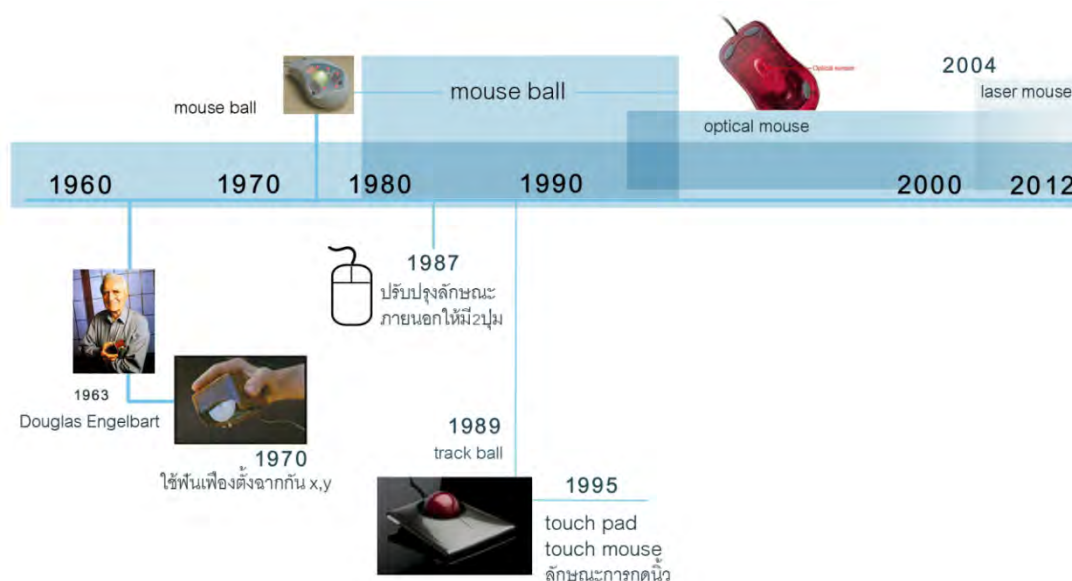 mouse ball
mouse ball
Optical sensor
2004
laser mouse
optical mouse
1960
1970
1980
1990
2000
2012
1987
ปรับปรุงลักษณะ
ภายนอกให้มี2ปุ่ม
1963
Douglas Engelbart
1970
ใช้ฟันเฟืองตั้งฉากกัน x,y
1989
track ball
1995
touch pad
touch mouse
ลักษณะการกดนิ้ว